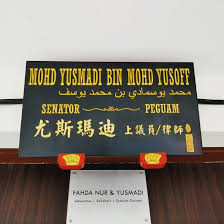 MOHD YUSMADI BIN MOHD YUSOFF
محمد يوسمادي بن محمد يوسف
SENATOR PEGUAM
尤斯瑪迪 上議員/律師
FAHDA NUR & YUSMADI